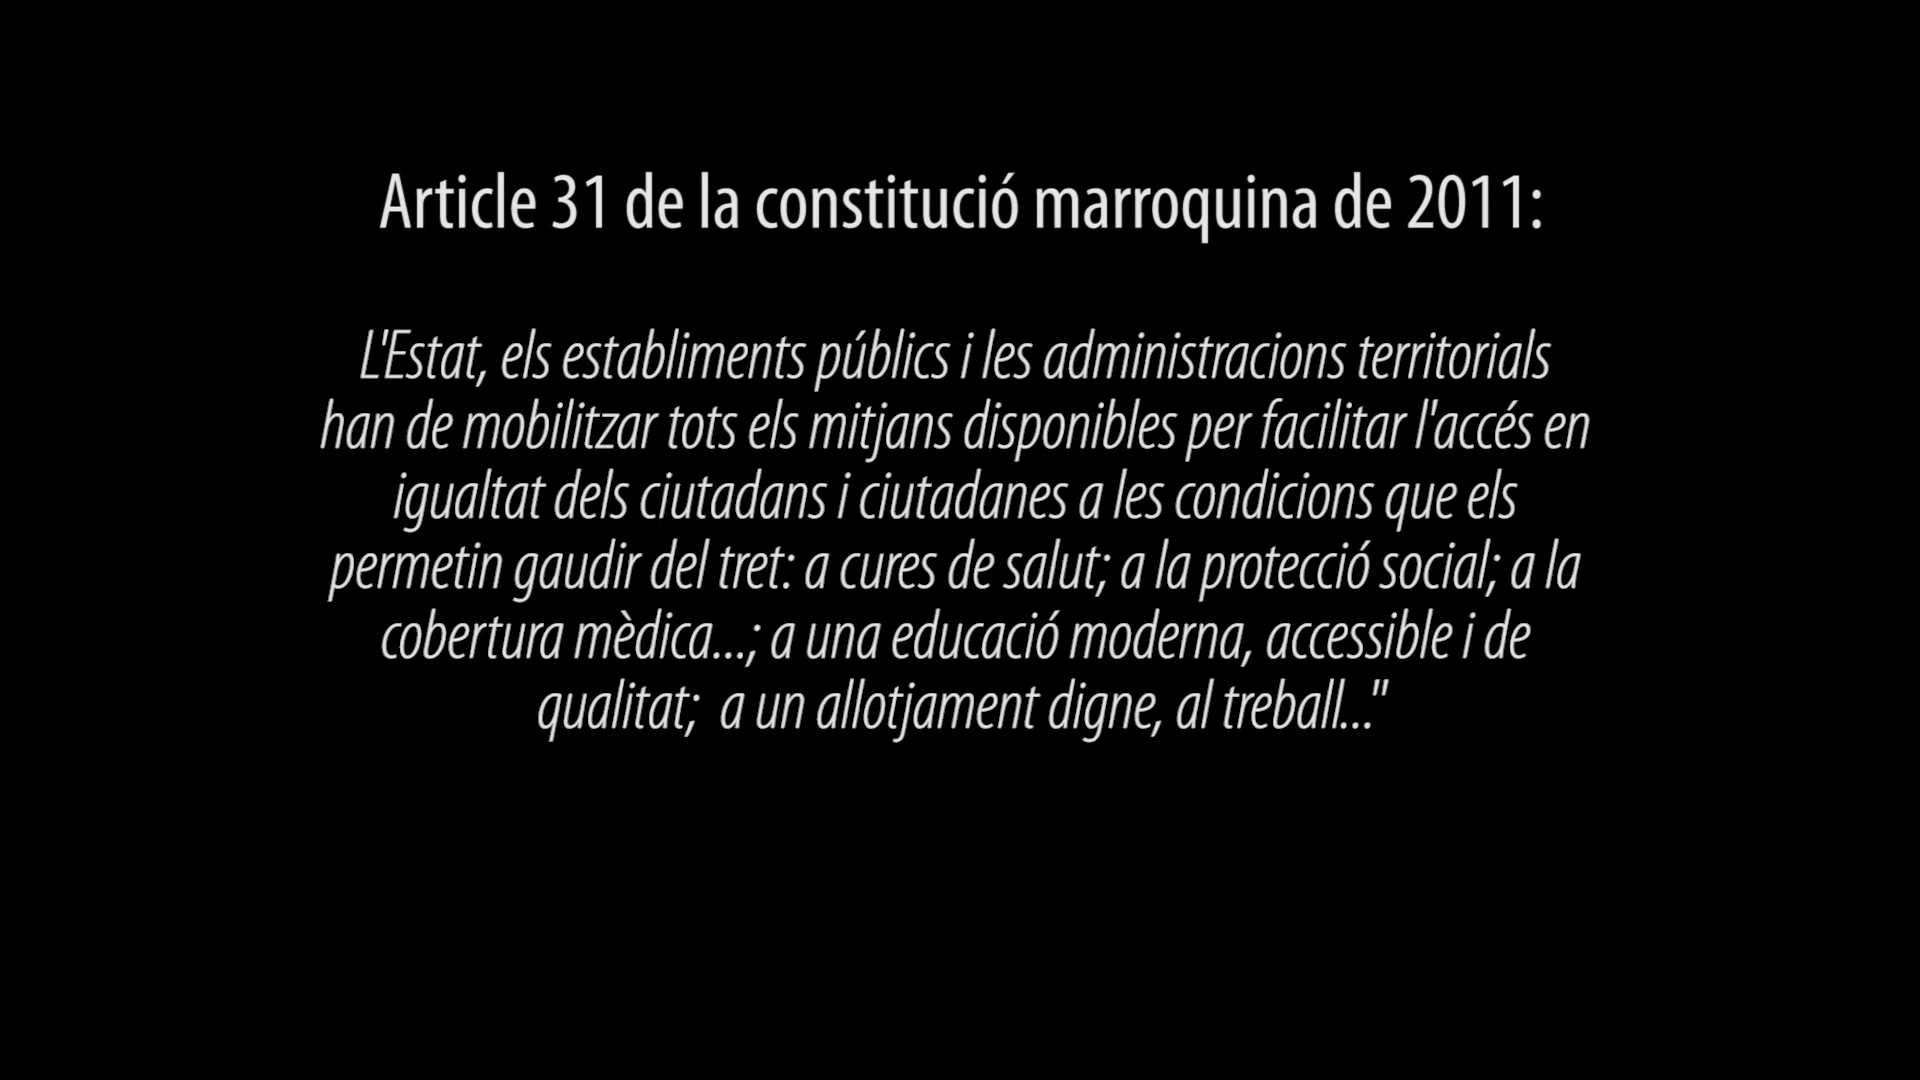 Article 31 de la constitució marroquina de 2011:
L'Estat, els establiments públics i les administracions territorials
han de mobilitzar tots els mitjans disponibles per facilitar l'accés en
igualtat dels ciutadans i ciutadanes a les condicions que els
permetin gaudir del tret: a cures de salut; a la protecció social; a la
cobertura mèdica...; a una educació moderna, accessible i de
qualitat;  a un allotjament digne, al treball..."